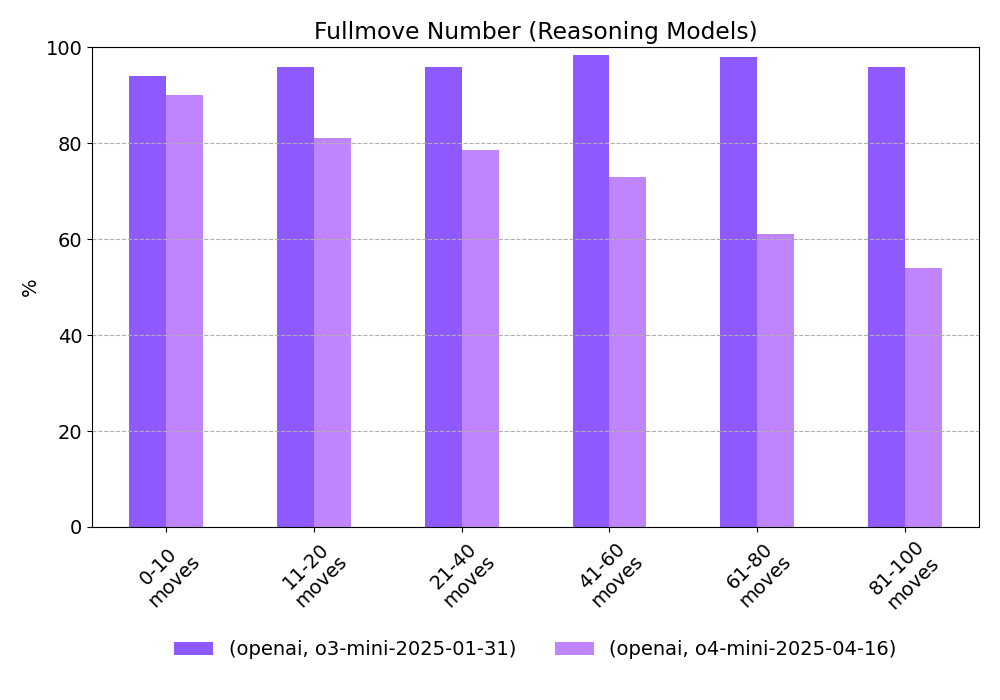 Fullmove Number (Reasoning Models)
100
80
60
40
20
0
%
0-10
moves
11-20
moves
21-40
moves
41-60
moves
61-80
moves
81-100
moves
(openai, o3-mini-2025-01-31)
(openai, o4-mini-2025-04-16)